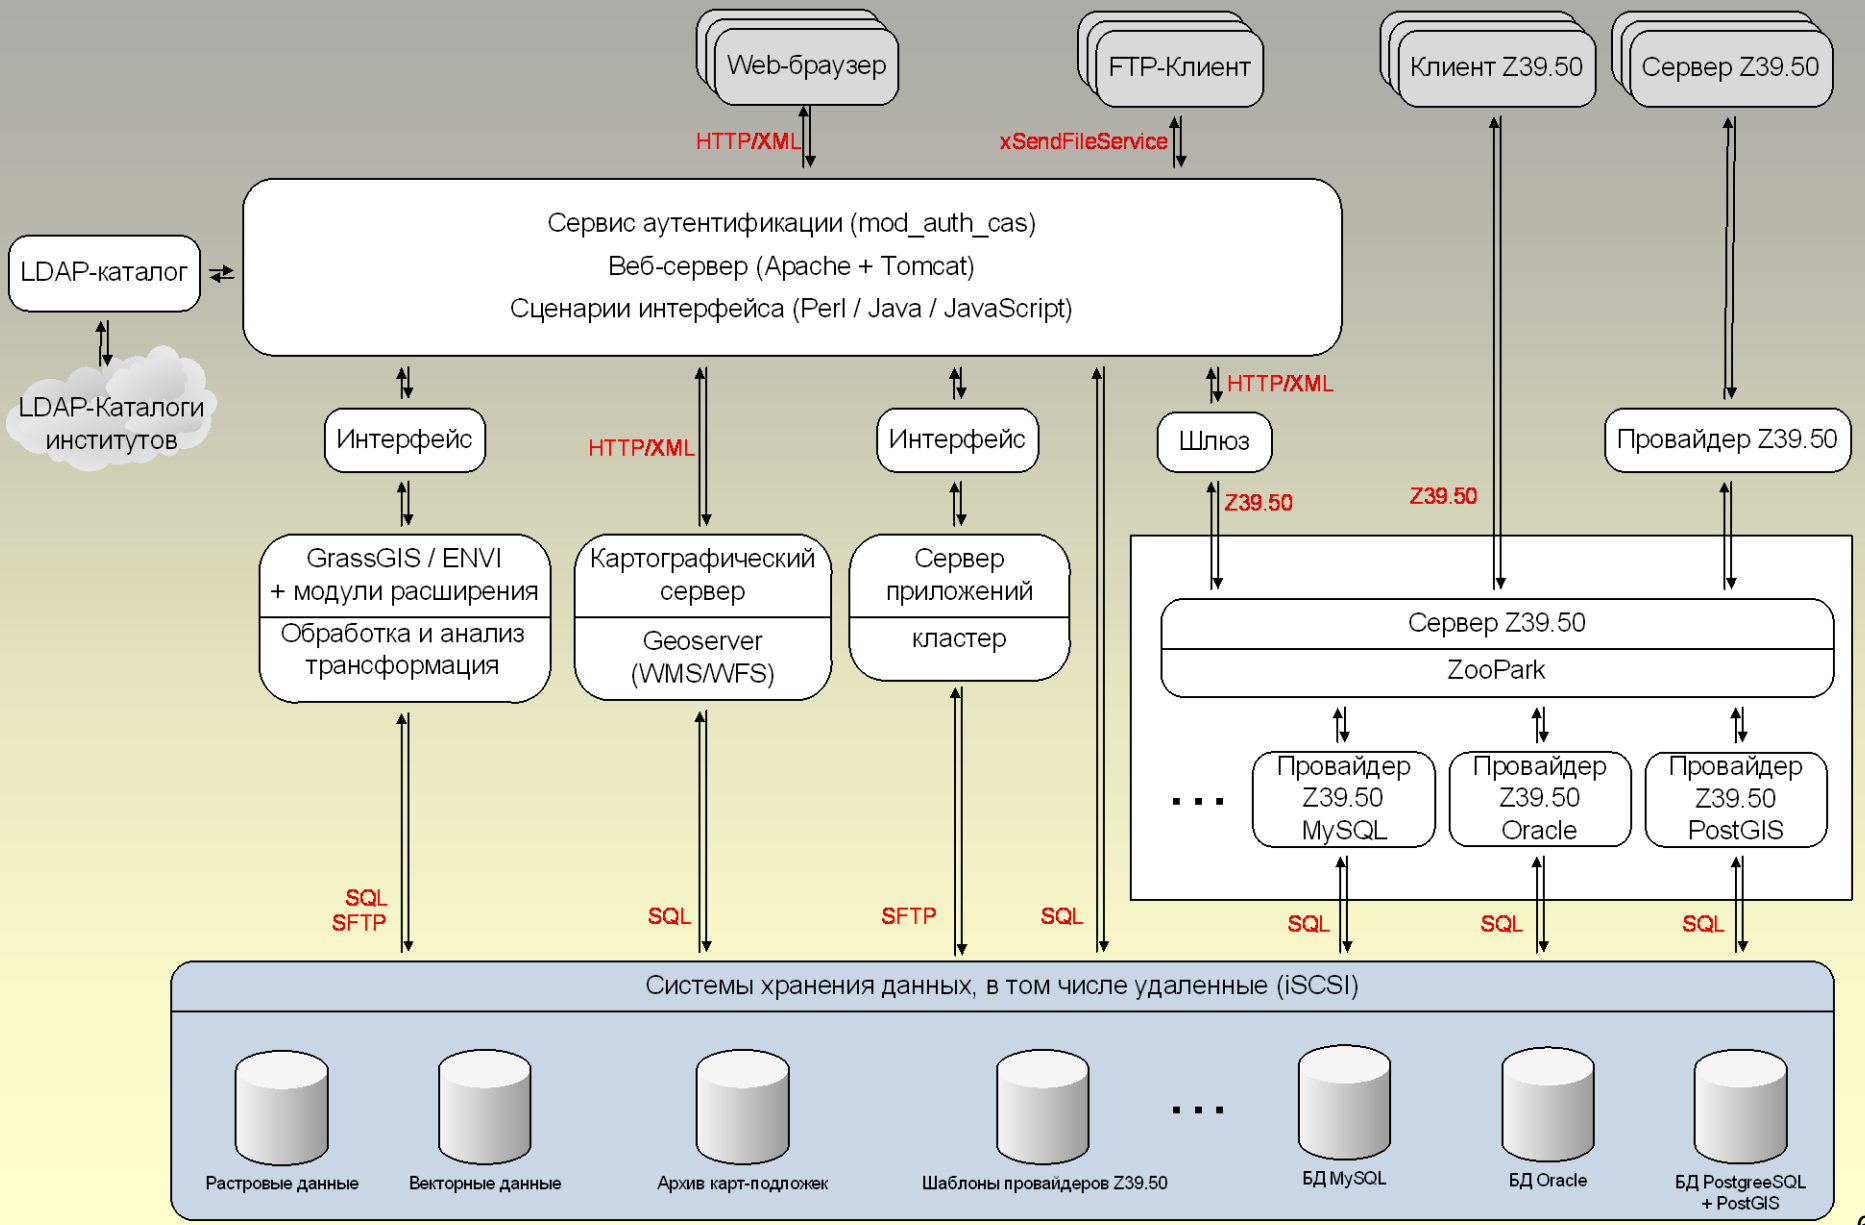 Web-браузер
FTP-Клиент
Клиент Z39.50
Сервер Z39.50
HTTP/XML
xSendFileService
Сервис аутентификации (mod_auth_cas)
Веб-сервер (Apache + Tomcat)
Сценарии интерфейса (Perl / Java / JavaScript)
LDAP-каталог
LDAP-Каталоги
институтов
HTTP/XML
Интерфейс
HTTP/XML
Интерфейс
Шлюз
Провайдер Z39.50
Z39.50
Z39.50
GrassGIS / ENVI
+ модули расширения
Обработка и анализ
трансформация
Картографический
сервер
Geoserver
(WMS/WFS)
Сервер
приложений
кластер
Сервер Z39.50
ZooPark
Провайдер
Z39.50
MySQL
Провайдер
Z39.50
Oracle
Провайдер
Z39.50
PostGIS
...
SQL
SFTP
SQL
SFTP
SQL
SQL
SQL
SQL
Системы хранения данных, в том числе удаленные (iSCSI)
...
Растровые данные
Векторные данные
Архив карт-подложек
Шаблоны провайдеров Z39.50
БД MySQL
БД Oracle
БД PostgreeSQL
+ PostGIS